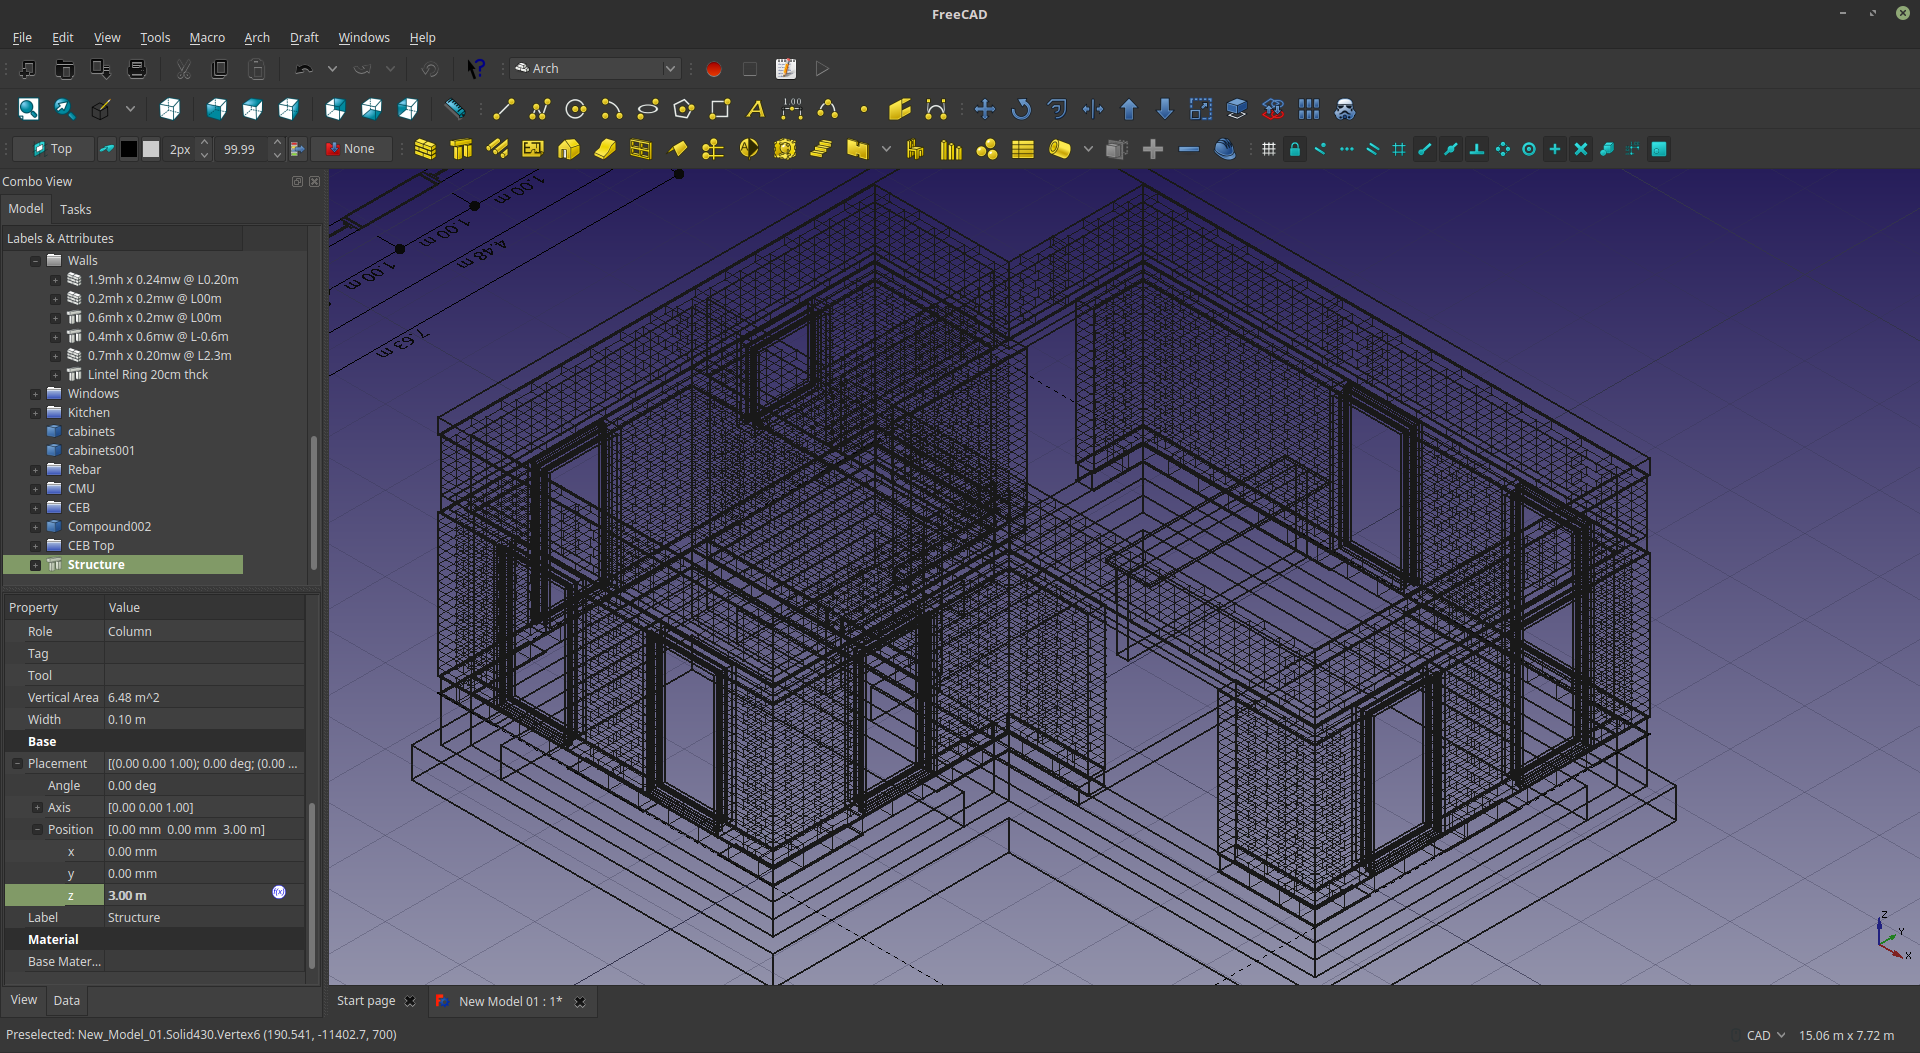 FreeCAD
File Edit View Tools Macro Arch Draft Windows Help
Arch
1.00
Top 2px 99.99 None
Combo View
Model Tasks
Labels & Attributes
Walls
1.9mh x 0.24mw @ L0.20m
0.2mh x 0.2mw @ L00m
0.6mh x 0.2mw @ L00m
0.4mh x 0.6mw @ L-0.6m
0.7mh x 0.20mw @ L2.3m
Lintel Ring 20cm thck
Windows
Kitchen
cabinets
cabinets001
Rebar
CMU
CEB
Compound002
CEB Top
Structure
Property Value
Role Column
Tag
Tool
Vertical Area 6.48 m^2
Width 0.10 m
Base
Placement [(0.00 0.00 1.00); 0.00 deg; (0.00 ...
Angle 0.00 deg
Axis [0.00 0.00 1.00]
Position [0.00 mm 0.00 mm 3.00 m]
x 0.00 mm
y 0.00 mm
z 3.00 m
Label Structure
Material
Base Mater...
View Data
1.00 m
1.00 m
4.48 m
1.00 m
7.63 m
Z
Y
X
Start page New Model 01 : 1*
Preselected: New_Model_01.Solid430.Vertex6 (190.541, -11402.7, 700)
CAD 15.06 m x 7.72 m